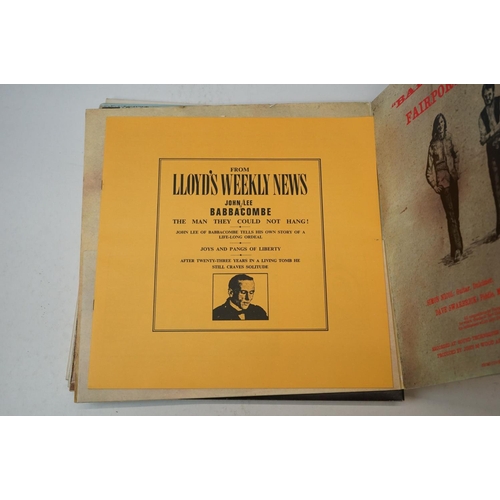 FROM
LLOYD'S WEEKLY NEWS
JOHN LEE
BABBACOMBE
THE MAN THEY COULD NOT HANG!
JOHN LEE OF BABBACOMBE TELLS HIS OWN STORY OF A
LIFE-LONG ORDEAL
JOYS AND PANGS OF LIBERTY
AFTER TWENTY-THREE YEARS IN A LIVING TOMB HE
STILL CRAVES SOLITUDE
FAIRPOR